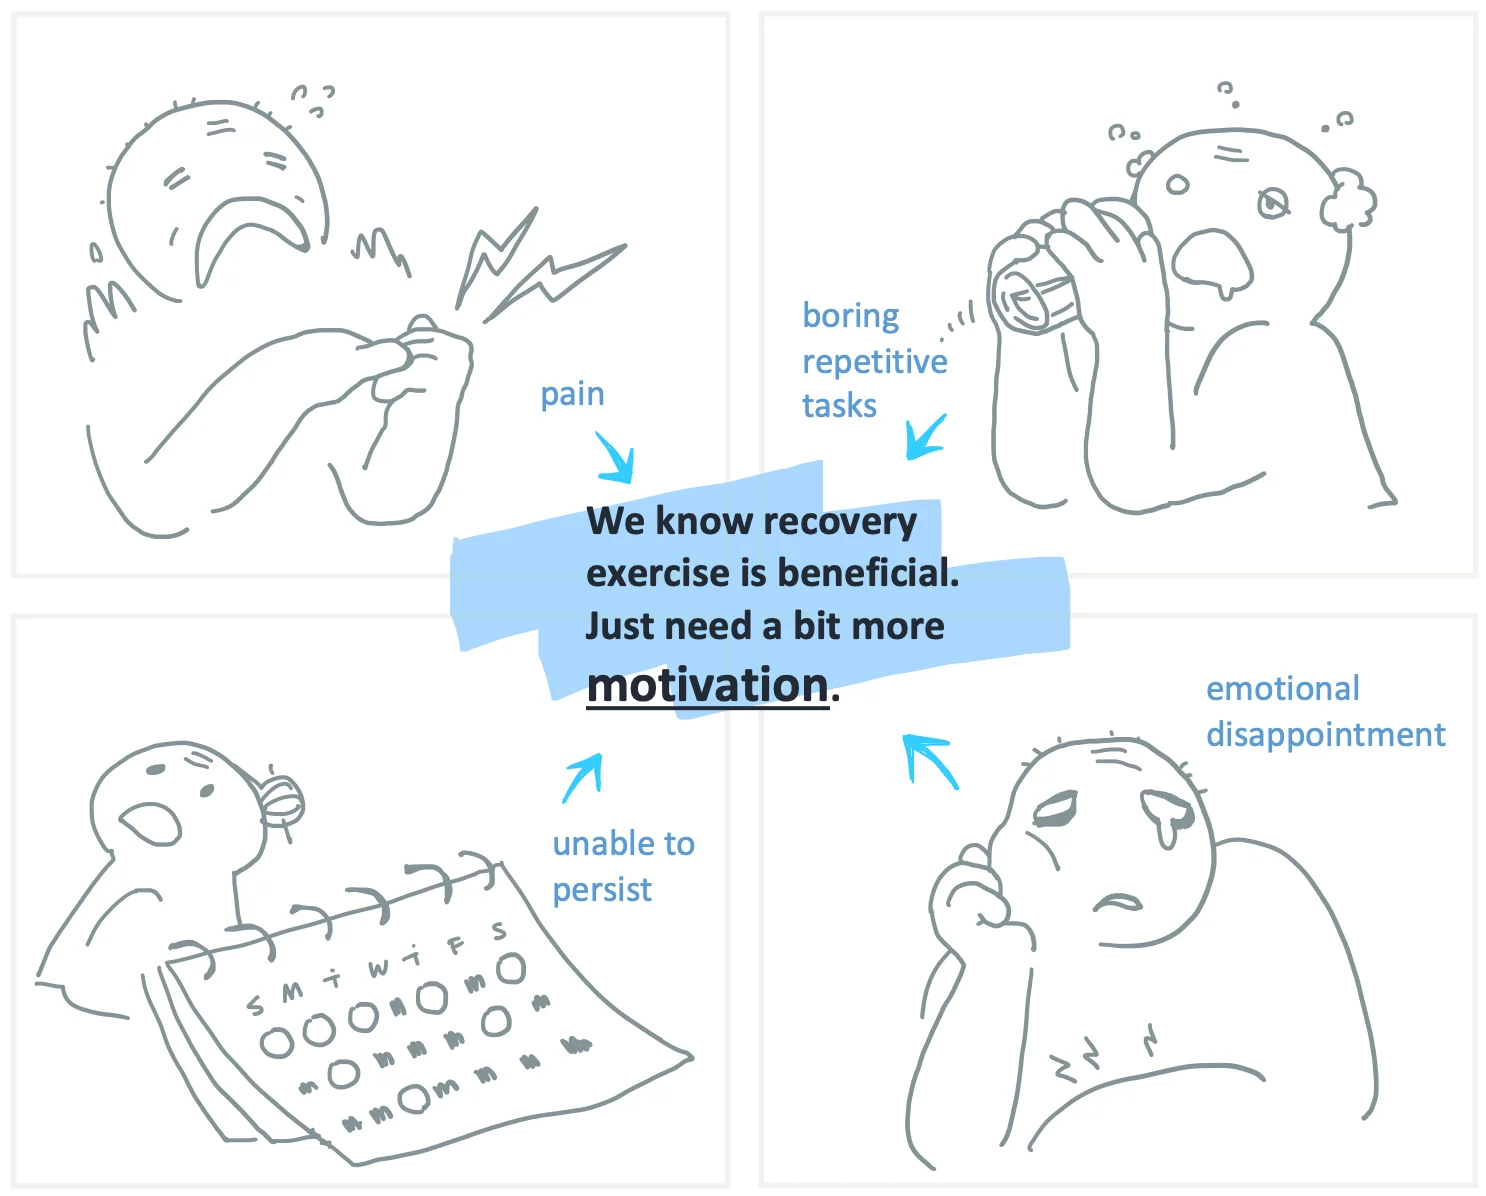 pain
boring
repetitive
tasks
We know recovery
exercise is beneficial.
Just need a bit more
motivation.
unable to
persist
emotional
disappointment
S M T W T F S